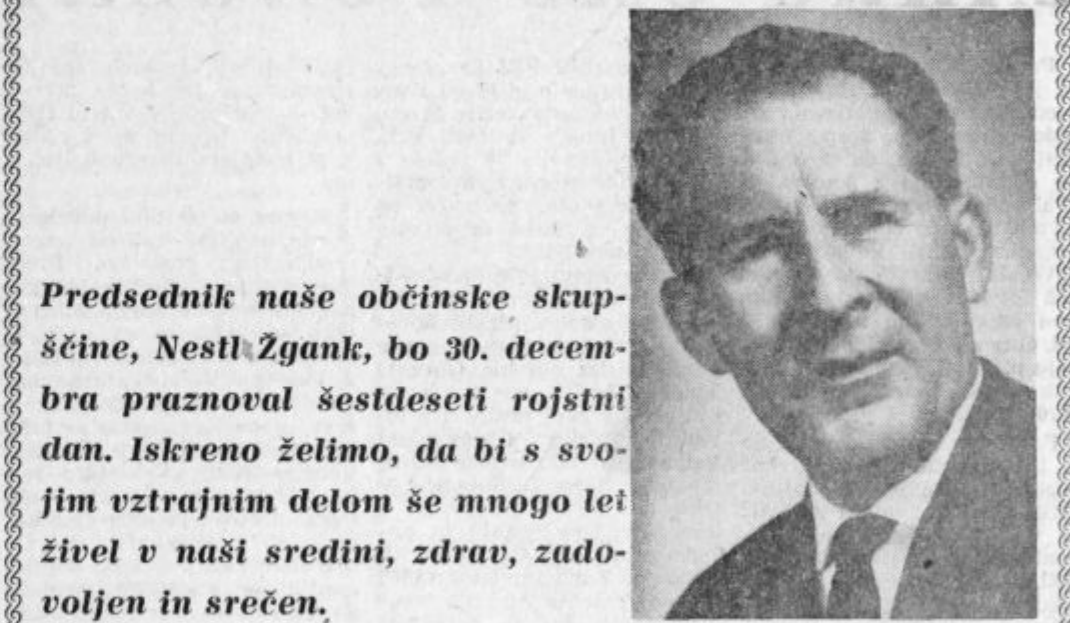 Predsednik naše občinske skup-
ščine, Nestl Žgank, bo 30. decem-
bra praznoval šestdeseti rojstni
dan. Iskreno želimo, da bi s svo-
jim vztrajnim delom še mnogo let
živel v naši sredini, zdrav, zado-
voljen in srečen.